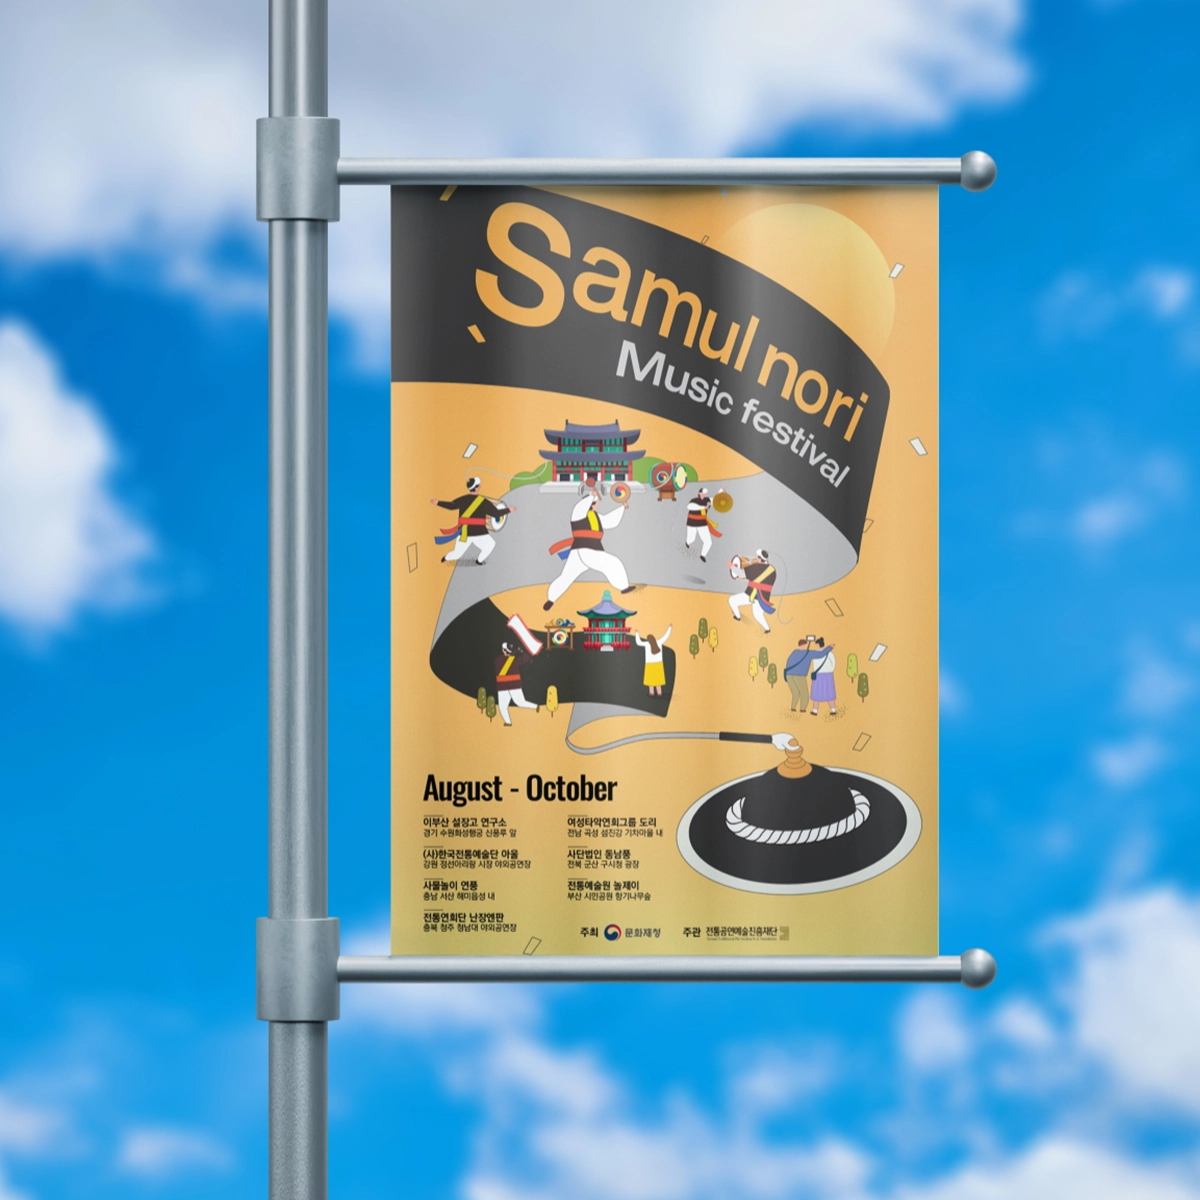 Samul nori
Music festival
August - October
이부산 설장고 연구소
경기 수원화성행궁 신풍루 앞
(사)한국전통예술단 아울
강원 정선아리랑 시장 야외공연장
사물놀이 연풍
충남 서산 해미읍성 내
전통연희단 난장앤판
충북 청주 청남대 야외공연장
여성타악연희그룹 도리
전남 곡성 섬진강 기차마을 내
사단법인 동남풍
전북 군산 구시청 광장
전통예술원 놀제이
부산 시민공원 향기나무숲
주최 문화재청 주관 전통공연예술진흥재단